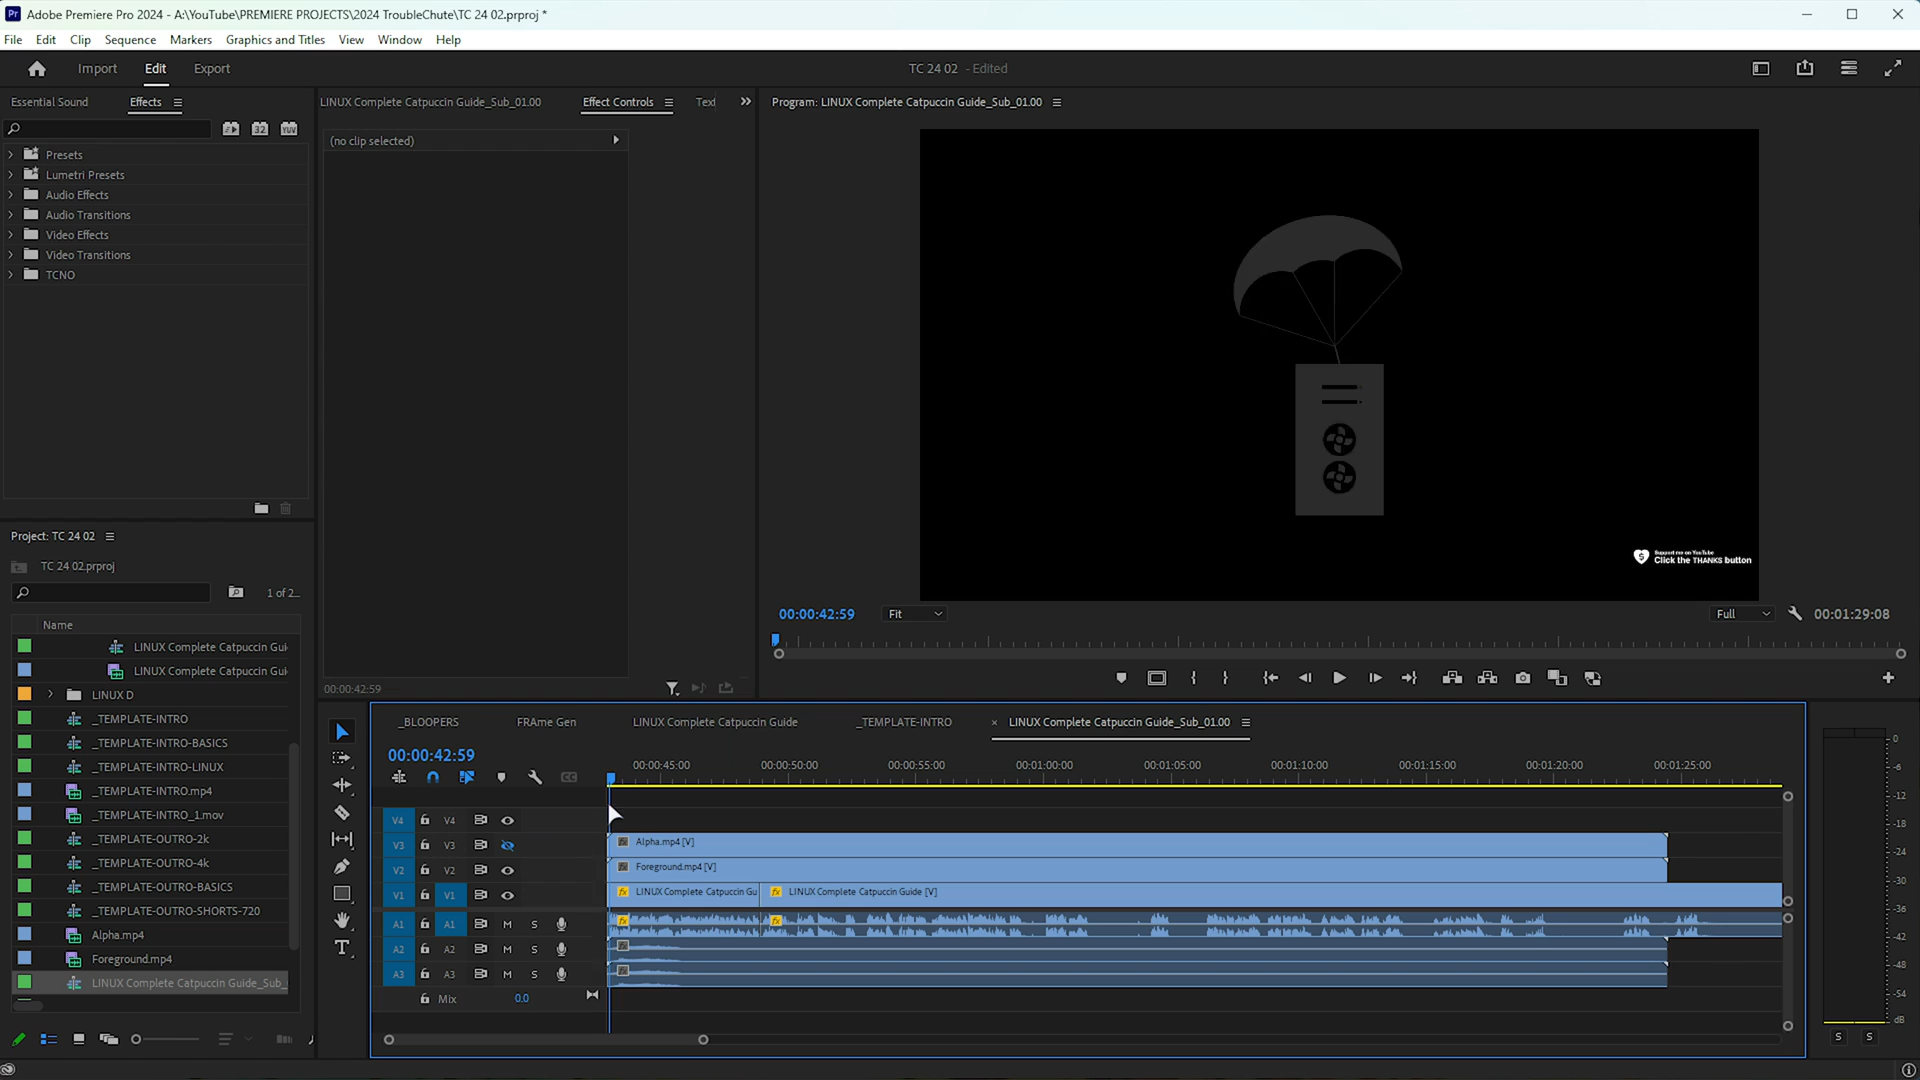 Adobe Premiere Pro 2024 - A:\YouTube\PREMIERE PROJECTS\2024 TroubleChute\TC 24 02.prproj *
File Edit Clip Sequence Markers Graphics and Titles View Window Help
Import Edit Export
TC 24 02 - Edited
Essential Sound Effects
LINUX Complete Catpuccin Guide_Sub_01.00 Effect Controls Text
Program: LINUX Complete Catpuccin Guide_Sub_01.00
32 YUV
(no clip selected)
Presets
Lumetri Presets
Audio Effects
Audio Transitions
Video Effects
Video Transitions
TCNO
Support me on YouTube
Click the THANKS button
00:00:42:59 Fit Full 00:01:29:08
00:00:42:59
Project: TC 24 02
TC 24 02.prproj
1 of 2...
Name
LINUX Complete Catpuccin Gui
LINUX Complete Catpuccin Gui
LINUX D
_TEMPLATE-INTRO
_TEMPLATE-INTRO-BASICS
_TEMPLATE-INTRO-LINUX
_TEMPLATE-INTRO.mp4
_TEMPLATE-INTRO_1.mov
_TEMPLATE-OUTRO-2k
_TEMPLATE-OUTRO-4k
_TEMPLATE-OUTRO-BASICS
_TEMPLATE-OUTRO-SHORTS-720
Alpha.mp4
Foreground.mp4
LINUX Complete Catpuccin Guide_Sub_
_BLOOPERS FRAme Gen LINUX Complete Catpuccin Guide _TEMPLATE-INTRO × LINUX Complete Catpuccin Guide_Sub_01.00
00:00:42:59
00:00:45:00 00:00:50:00 00:00:55:00 00:01:00:00 00:01:05:00 00:01:10:00 00:01:15:00 00:01:20:00 00:01:25:00
V4 V4
V3 V3 Alpha.mp4 [V]
V2 V2 Foreground.mp4 [V]
V1 V1 fx LINUX Complete Catpuccin Gu fx LINUX Complete Catpuccin Guide [V]
A1 A1 M S fx fx
A2 A2 M S fx
A3 A3 M S fx
Mix 0.0
0
-6
-12
-18
-24
-30
-36
-42
-48
-54
dB
S S